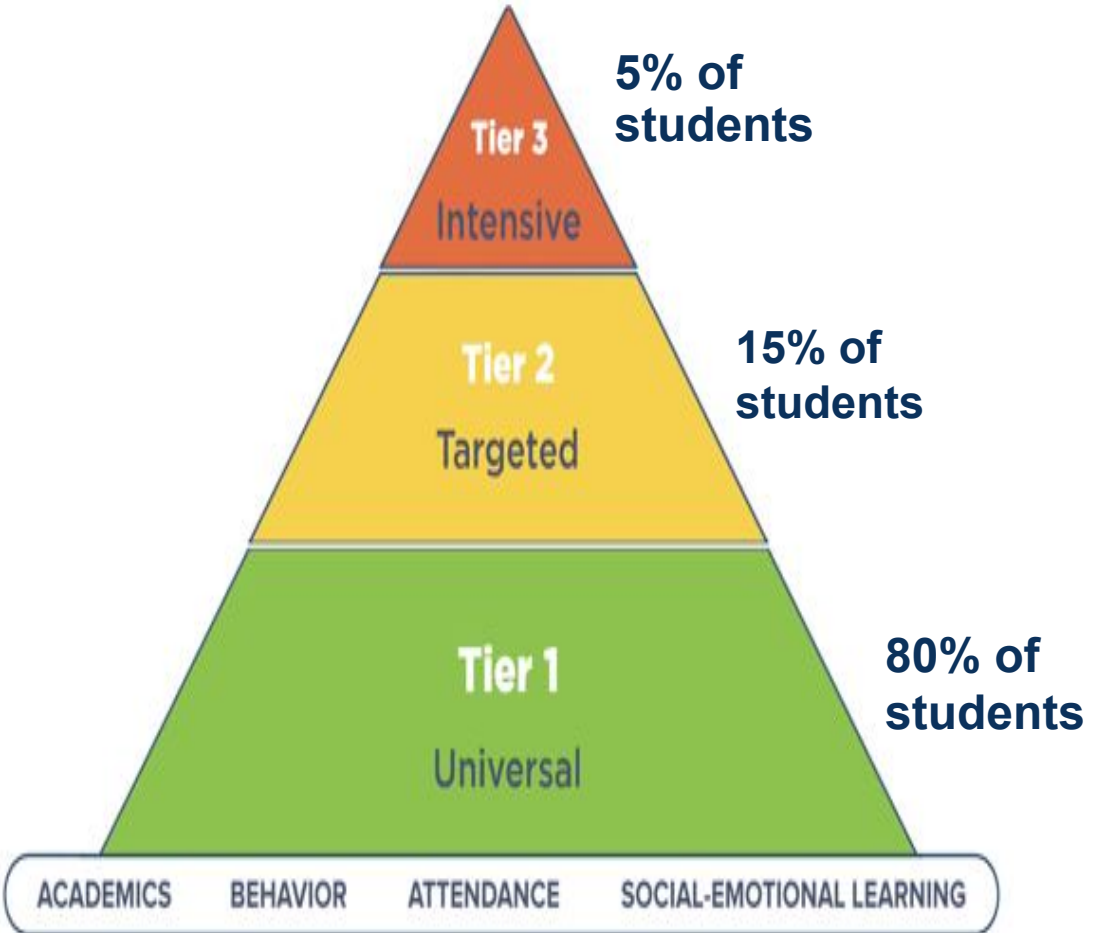 5% of
students
Tier 3
Intensive
15% of
students
Tier 2
Targeted
80% of
students
Tier 1
Universal
ACADEMICS BEHAVIOR ATTENDANCE SOCIAL-EMOTIONAL LEARNING